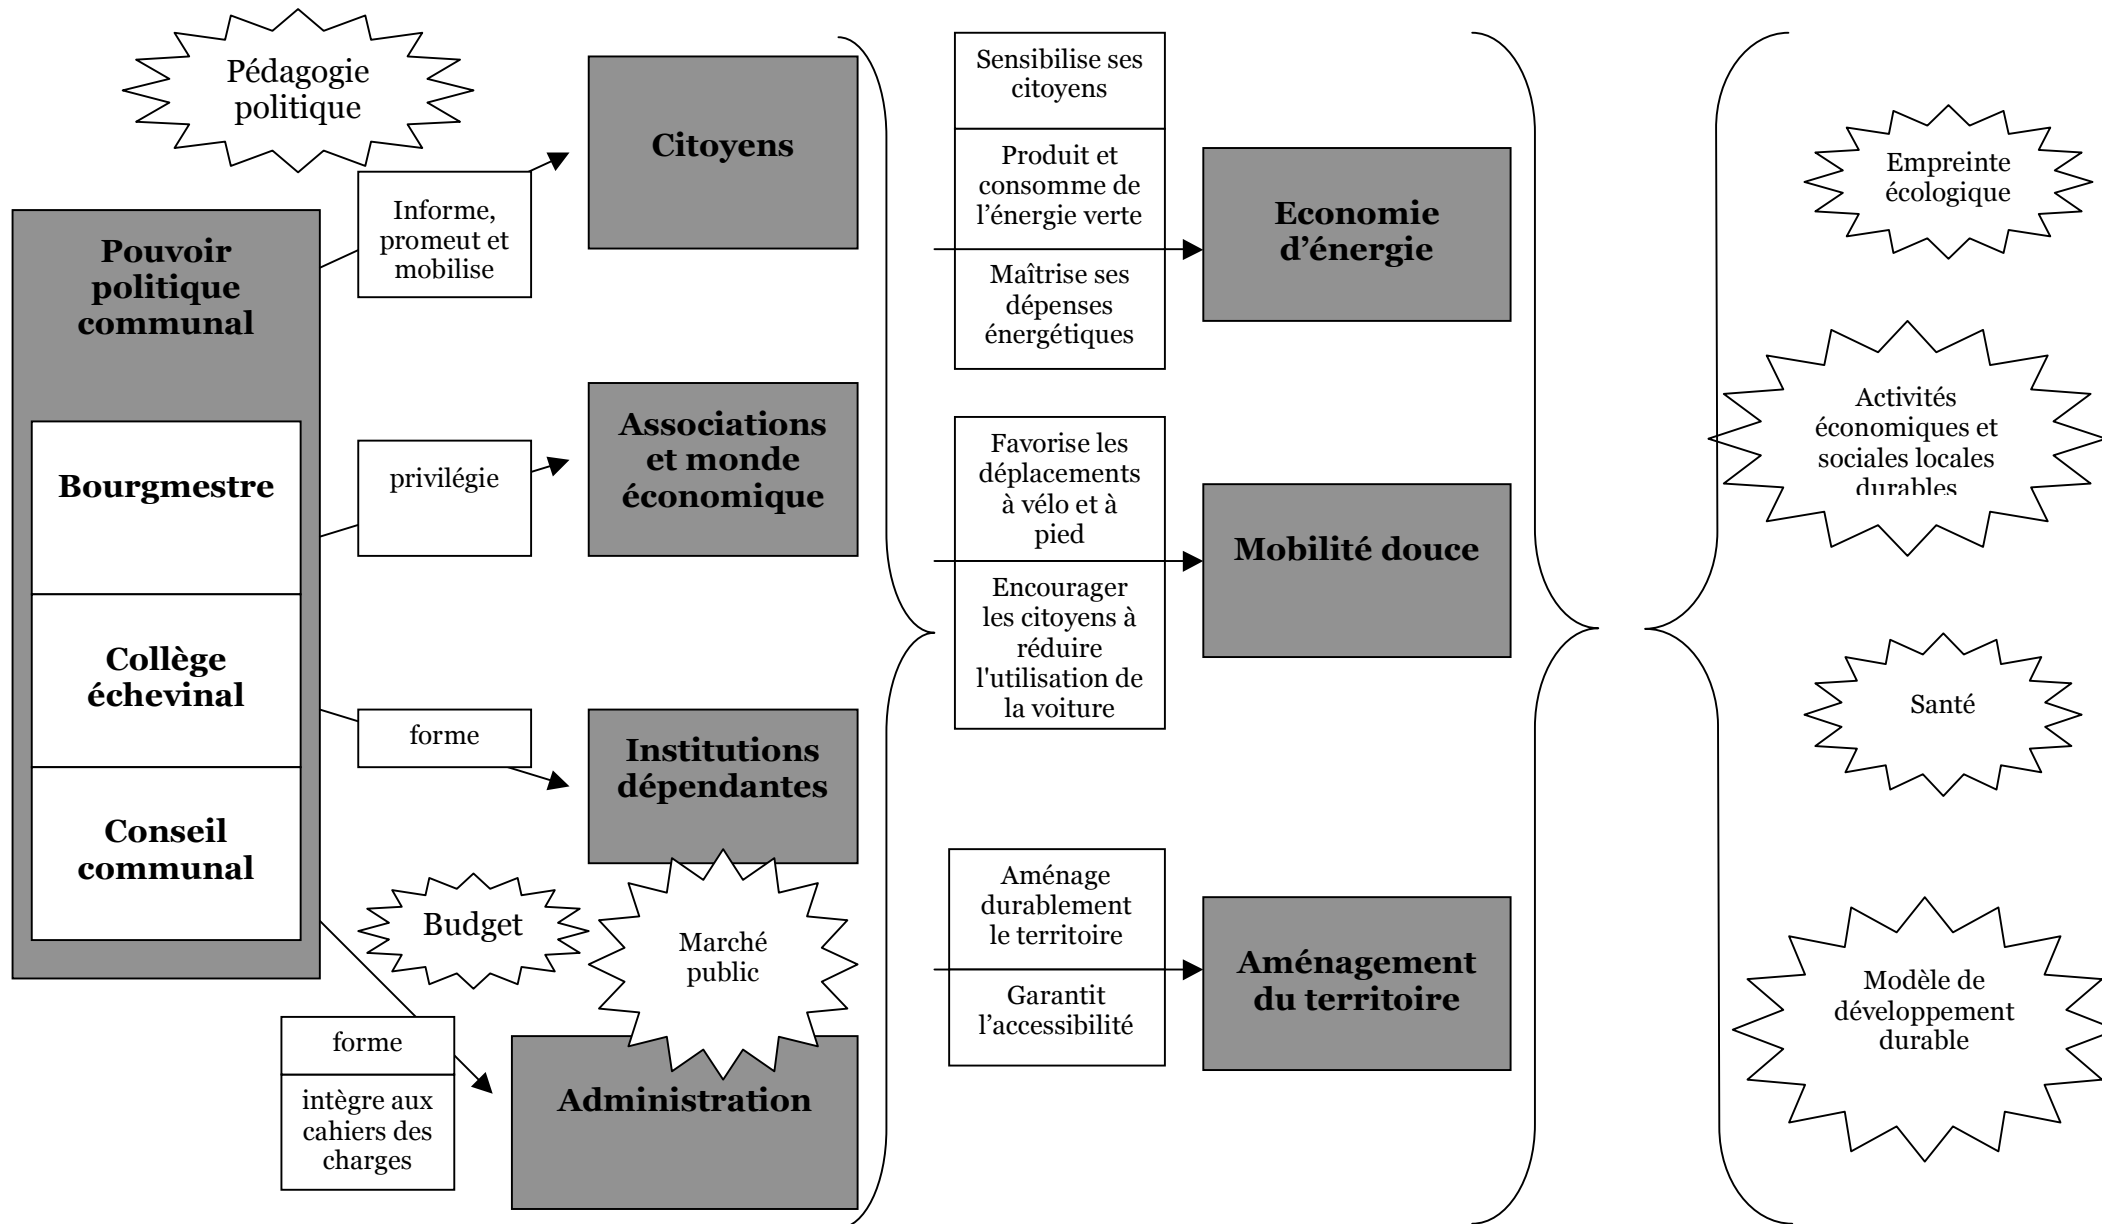 Pédagogie
politique
Pouvoir
politique
communal
Bourgmestre
Collège
échevinal
Conseil
communal
Informe,
promeut et
mobilise
privilégie
forme
Budget
forme
intègre aux
cahiers des
charges
Citoyens
Associations
et monde
économique
Institutions
dépendantes
Marché
public
Administration
Sensibilise ses
citoyens
Produit et
consomme de
l’énergie verte
Maîtrise ses
dépenses
énergétiques
Favorise les
déplacements
à vélo et à
pied
Encourager
les citoyens à
réduire
l'utilisation de
la voiture
Aménage
durablement
le territoire
Garantit
l’accessibilité
Economie
d’énergie
Mobilité douce
Aménagement
du territoire
Empreinte
écologique
Activités
économiques et
sociales locales
durables
Santé
Modèle de
développement
durable